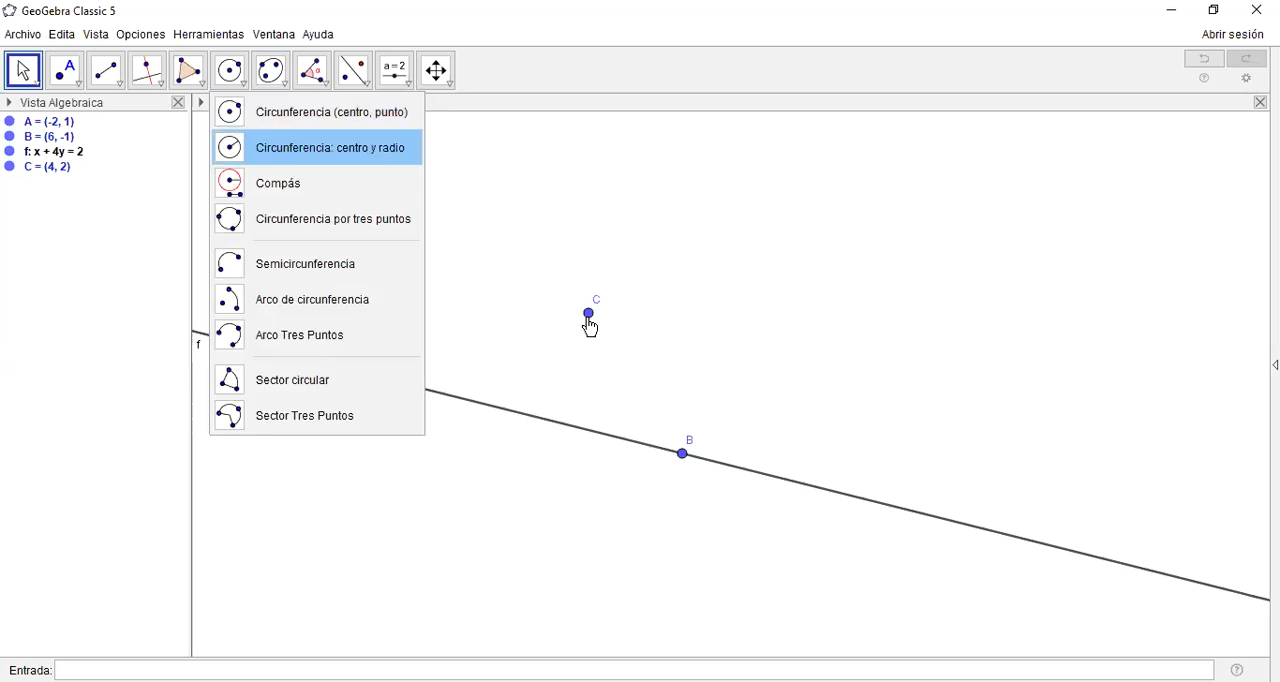 GeoGebra Classic 5
Archivo Edita Vista Opciones Herramientas Ventana Ayuda
Abrir sesión
A
α
a=2
Vista Algebraica
A = (-2, 1)
B = (6, -1)
f: x + 4y = 2
C = (4, 2)
Circunferencia (centro, punto)
Circunferencia: centro y radio
Compás
Circunferencia por tres puntos
Semicircunferencia
Arco de circunferencia
Arco Tres Puntos
Sector circular
Sector Tres Puntos
C
f
B
Entrada: